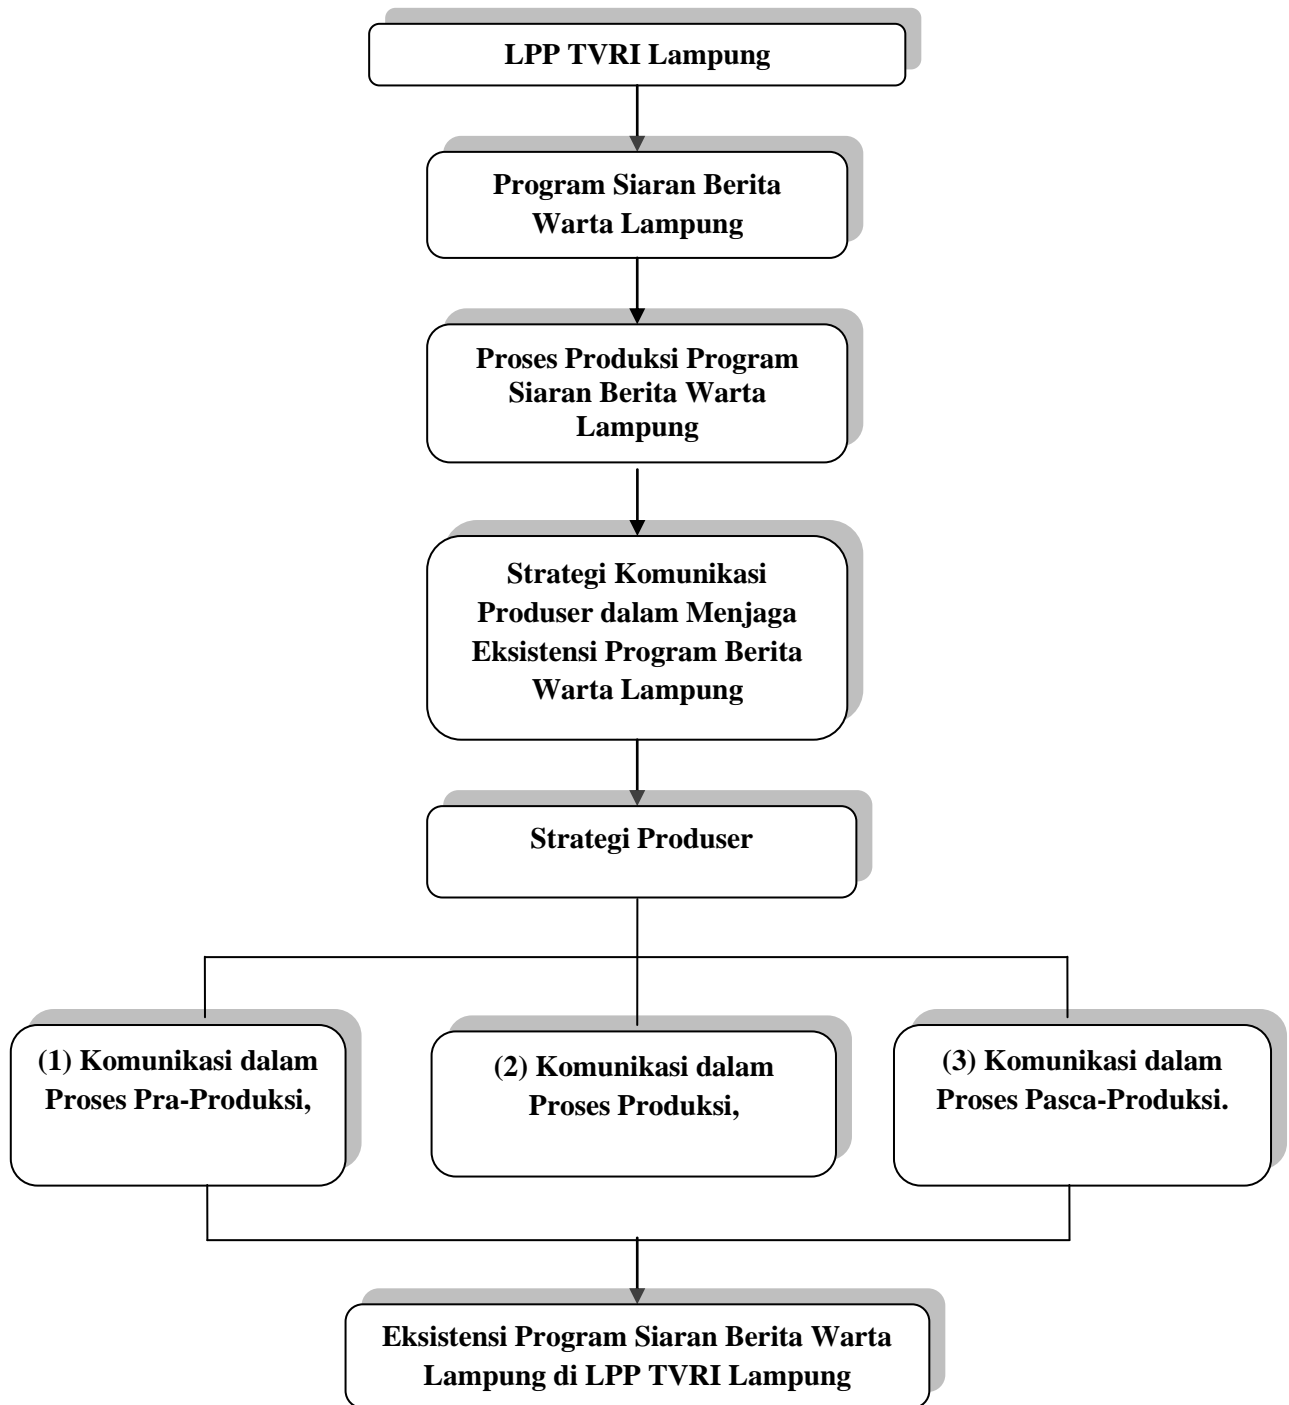 LPP TVRI Lampung
Program Siaran Berita
Warta Lampung
Proses Produksi Program
Siaran Berita Warta
Lampung
Strategi Komunikasi
Produser dalam Menjaga
Eksistensi Program Berita
Warta Lampung
Strategi Produser
(1) Komunikasi dalam
Proses Pra-Produksi,
(2) Komunikasi dalam
Proses Produksi,
(3) Komunikasi dalam
Proses Pasca-Produksi.
Eksistensi Program Siaran Berita Warta
Lampung di LPP TVRI Lampung